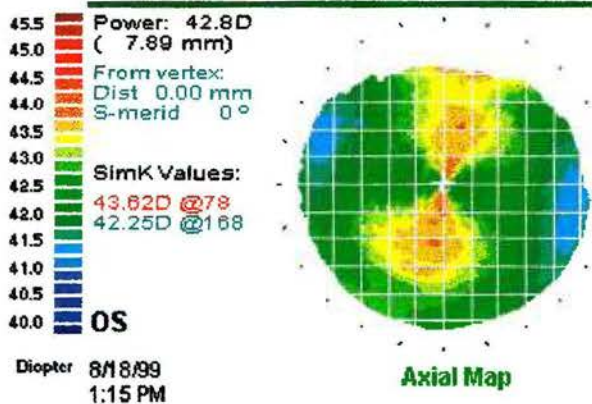 45.5
45.0
44.5
44.0
43.5
43.0
42.5
42.0
41.5
41.0
40.5
40.0
Diopter
Power: 42.8D
( 7.89 mm)
From vertex:
Dist 0.00 mm
S-merid 0°
SimK Values:
43.62D @78
42.25D @168
OS
8/18/99
1:15 PM
Axial Map